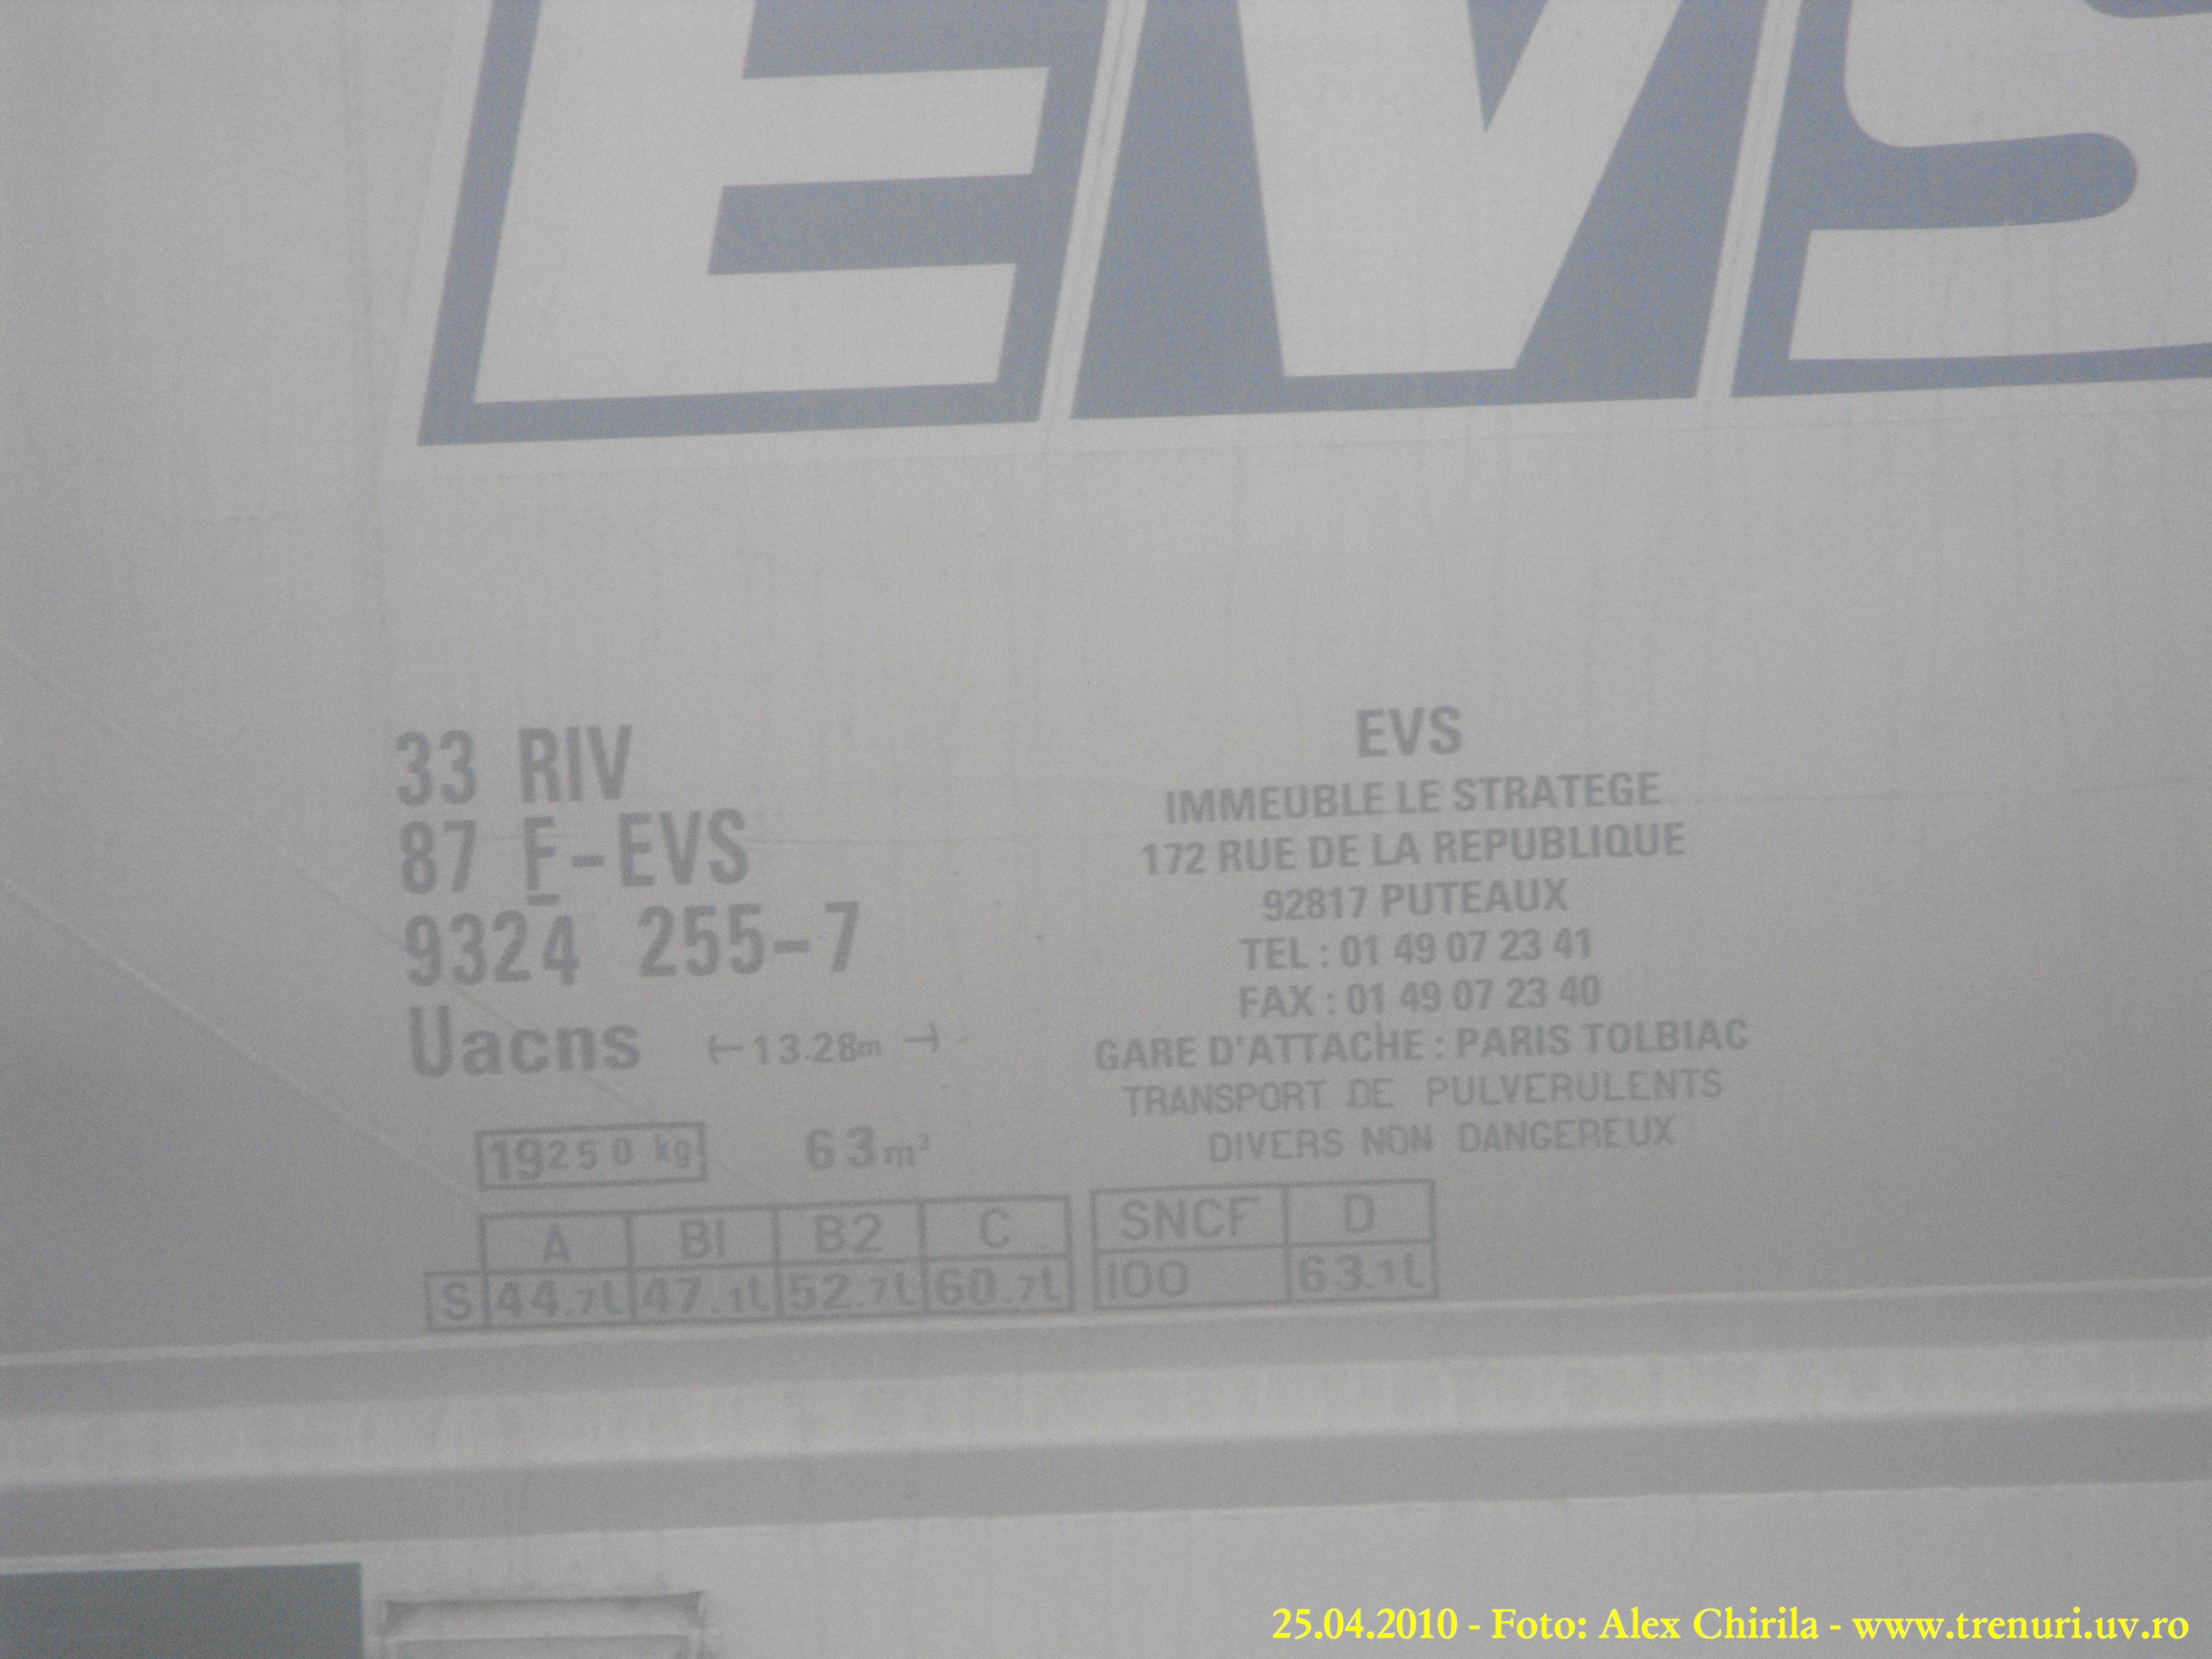 EVS
33 RIV
87 F-EVS
9324 255-7
Uacns 13.28m
19250 kg 63m³
A B1 B2 C
S 44.7t 47.1t 52.7t 60.7t
EVS
IMMEUBLE LE STRATEGE
172 RUE DE LA REPUBLIQUE
92817 PUTEAUX
TEL : 01 49 07 23 41
FAX : 01 49 07 23 40
GARE D'ATTACHE : PARIS TOLBIAC
TRANSPORT DE PULVERULENTS
DIVERS NON DANGEREUX
SNCF D
100 63.1t
25.04.2010 - Foto: Alex Chirila - www.trenuri.uv.ro